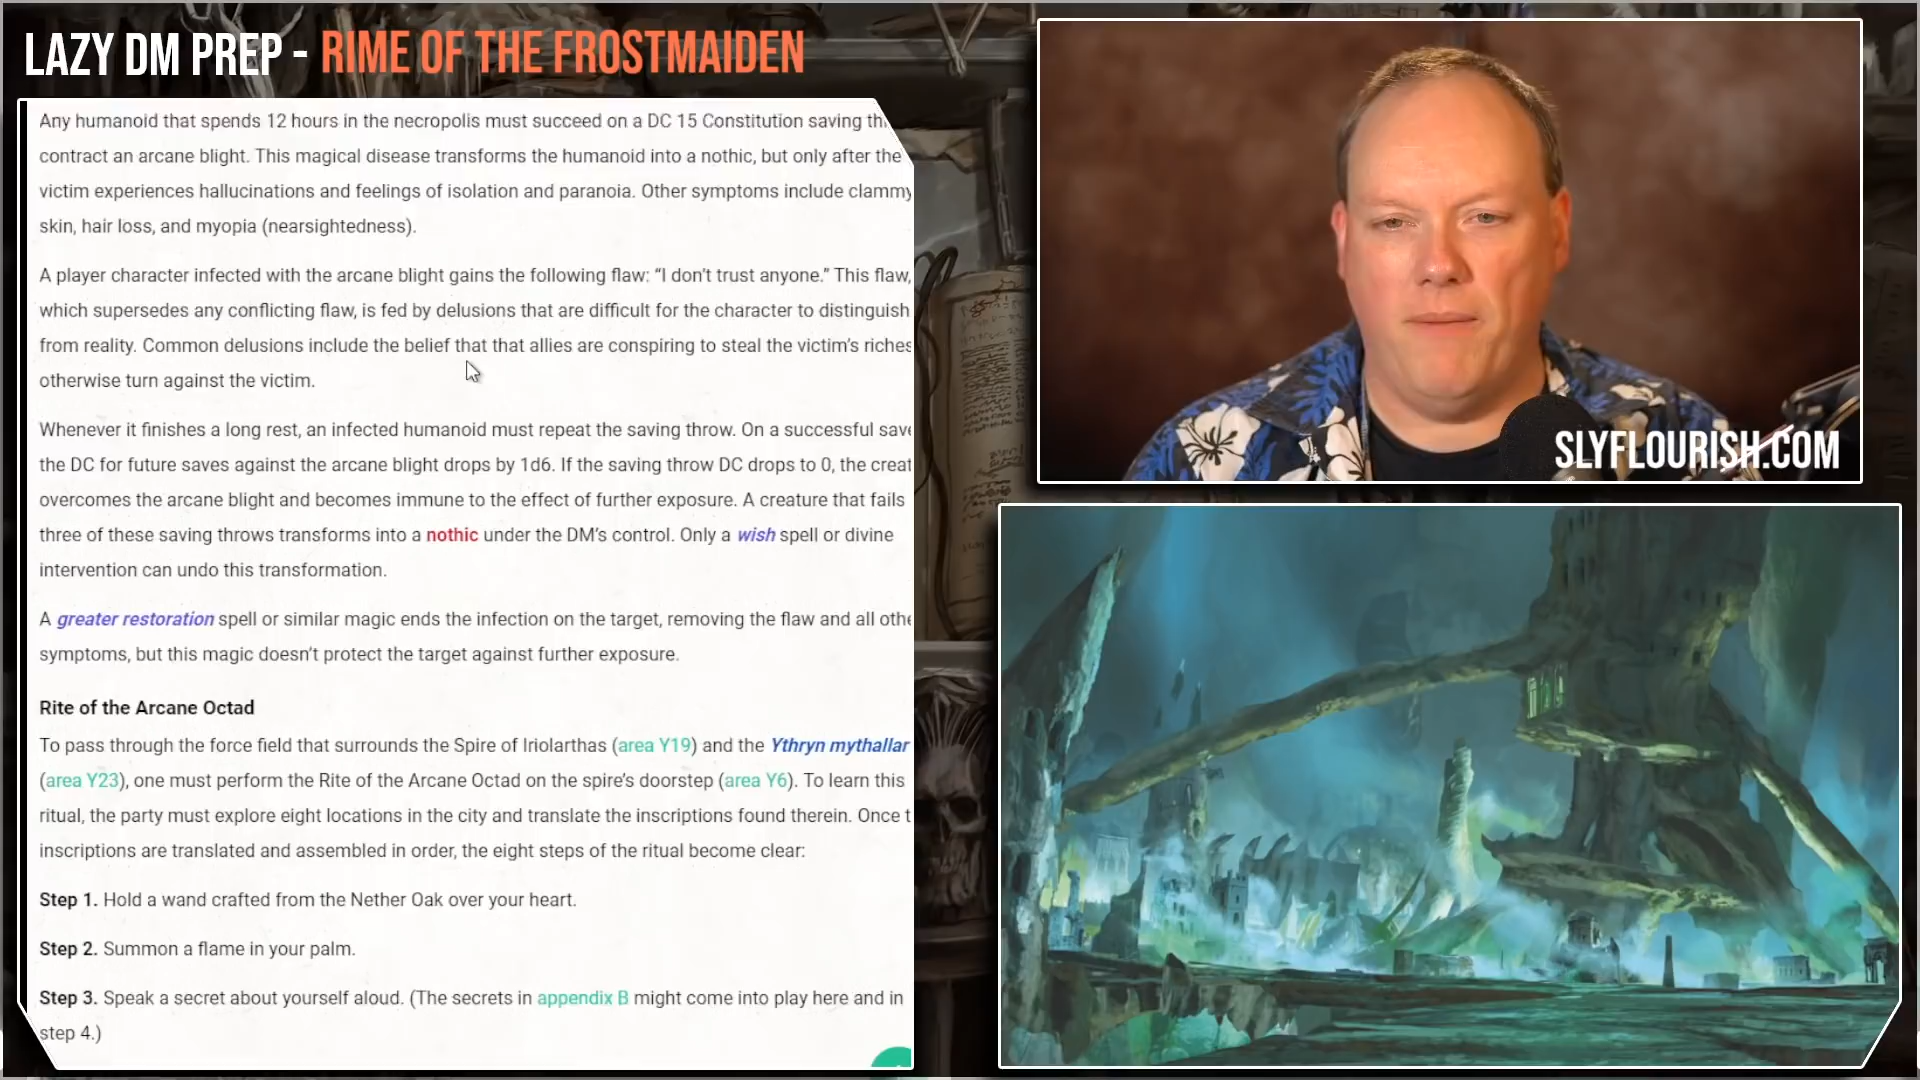 LAZY DM PREP - RIME OF THE FROSTMAIDEN
Any humanoid that spends 12 hours in the necropolis must succeed on a DC 15 Constitution saving
contract an arcane blight. This magical disease transforms the humanoid into a nothic, but only after the
victim experiences hallucinations and feelings of isolation and paranoia. Other symptoms include clammy
skin, hair loss, and myopia (nearsightedness).
A player character infected with the arcane blight gains the following flaw: “I don’t trust anyone.” This flaw,
which supersedes any conflicting flaw, is fed by delusions that are difficult for the character to distinguish
from reality. Common delusions include the belief that that allies are conspiring to steal the victim’s riches
otherwise turn against the victim.
Whenever it finishes a long rest, an infected humanoid must repeat the saving throw. On a successful save
the DC for future saves against the arcane blight drops by 1d6. If the saving throw DC drops to 0, the creat
overcomes the arcane blight and becomes immune to the effect of further exposure. A creature that fails
three of these saving throws transforms into a nothic under the DM’s control. Only a wish spell or divine
intervention can undo this transformation.
A greater restoration spell or similar magic ends the infection on the target, removing the flaw and all othe
symptoms, but this magic doesn’t protect the target against further exposure.
Rite of the Arcane Octad
To pass through the force field that surrounds the Spire of Iriolarthas (area Y19) and the Ythryn mythallar
(area Y23), one must perform the Rite of the Arcane Octad on the spire’s doorstep (area Y6). To learn this
ritual, the party must explore eight locations in the city and translate the inscriptions found therein. Once t
inscriptions are translated and assembled in order, the eight steps of the ritual become clear:
Step 1. Hold a wand crafted from the Nether Oak over your heart.
Step 2. Summon a flame in your palm.
Step 3. Speak a secret about yourself aloud. (The secrets in appendix B might come into play here and in
step 4.)
SLYFLOURISH.COM